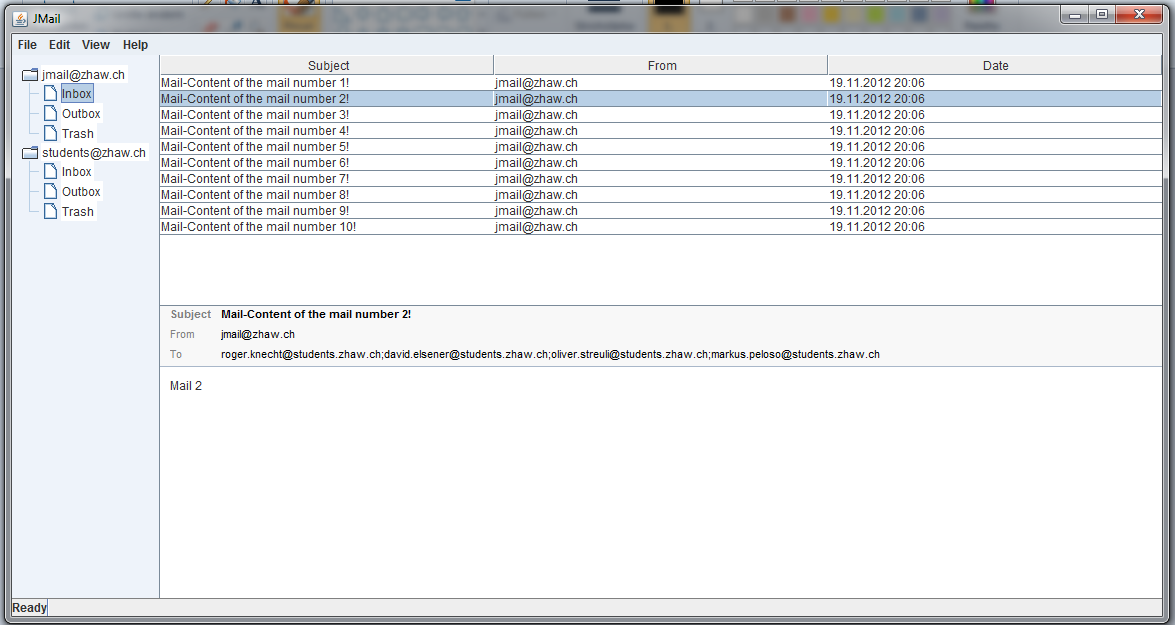 JMail
File Edit View Help
jmail@zhaw.ch
Inbox
Outbox
Trash
students@zhaw.ch
Inbox
Outbox
Trash
Subject From Date
Mail-Content of the mail number 1! jmail@zhaw.ch 19.11.2012 20:06
Mail-Content of the mail number 2! jmail@zhaw.ch 19.11.2012 20:06
Mail-Content of the mail number 3! jmail@zhaw.ch 19.11.2012 20:06
Mail-Content of the mail number 4! jmail@zhaw.ch 19.11.2012 20:06
Mail-Content of the mail number 5! jmail@zhaw.ch 19.11.2012 20:06
Mail-Content of the mail number 6! jmail@zhaw.ch 19.11.2012 20:06
Mail-Content of the mail number 7! jmail@zhaw.ch 19.11.2012 20:06
Mail-Content of the mail number 8! jmail@zhaw.ch 19.11.2012 20:06
Mail-Content of the mail number 9! jmail@zhaw.ch 19.11.2012 20:06
Mail-Content of the mail number 10! jmail@zhaw.ch 19.11.2012 20:06
Subject Mail-Content of the mail number 2!
From jmail@zhaw.ch
To roger.knecht@students.zhaw.ch;david.elsener@students.zhaw.ch;oliver.streuli@students.zhaw.ch;markus.peloso@students.zhaw.ch
Mail 2
Ready